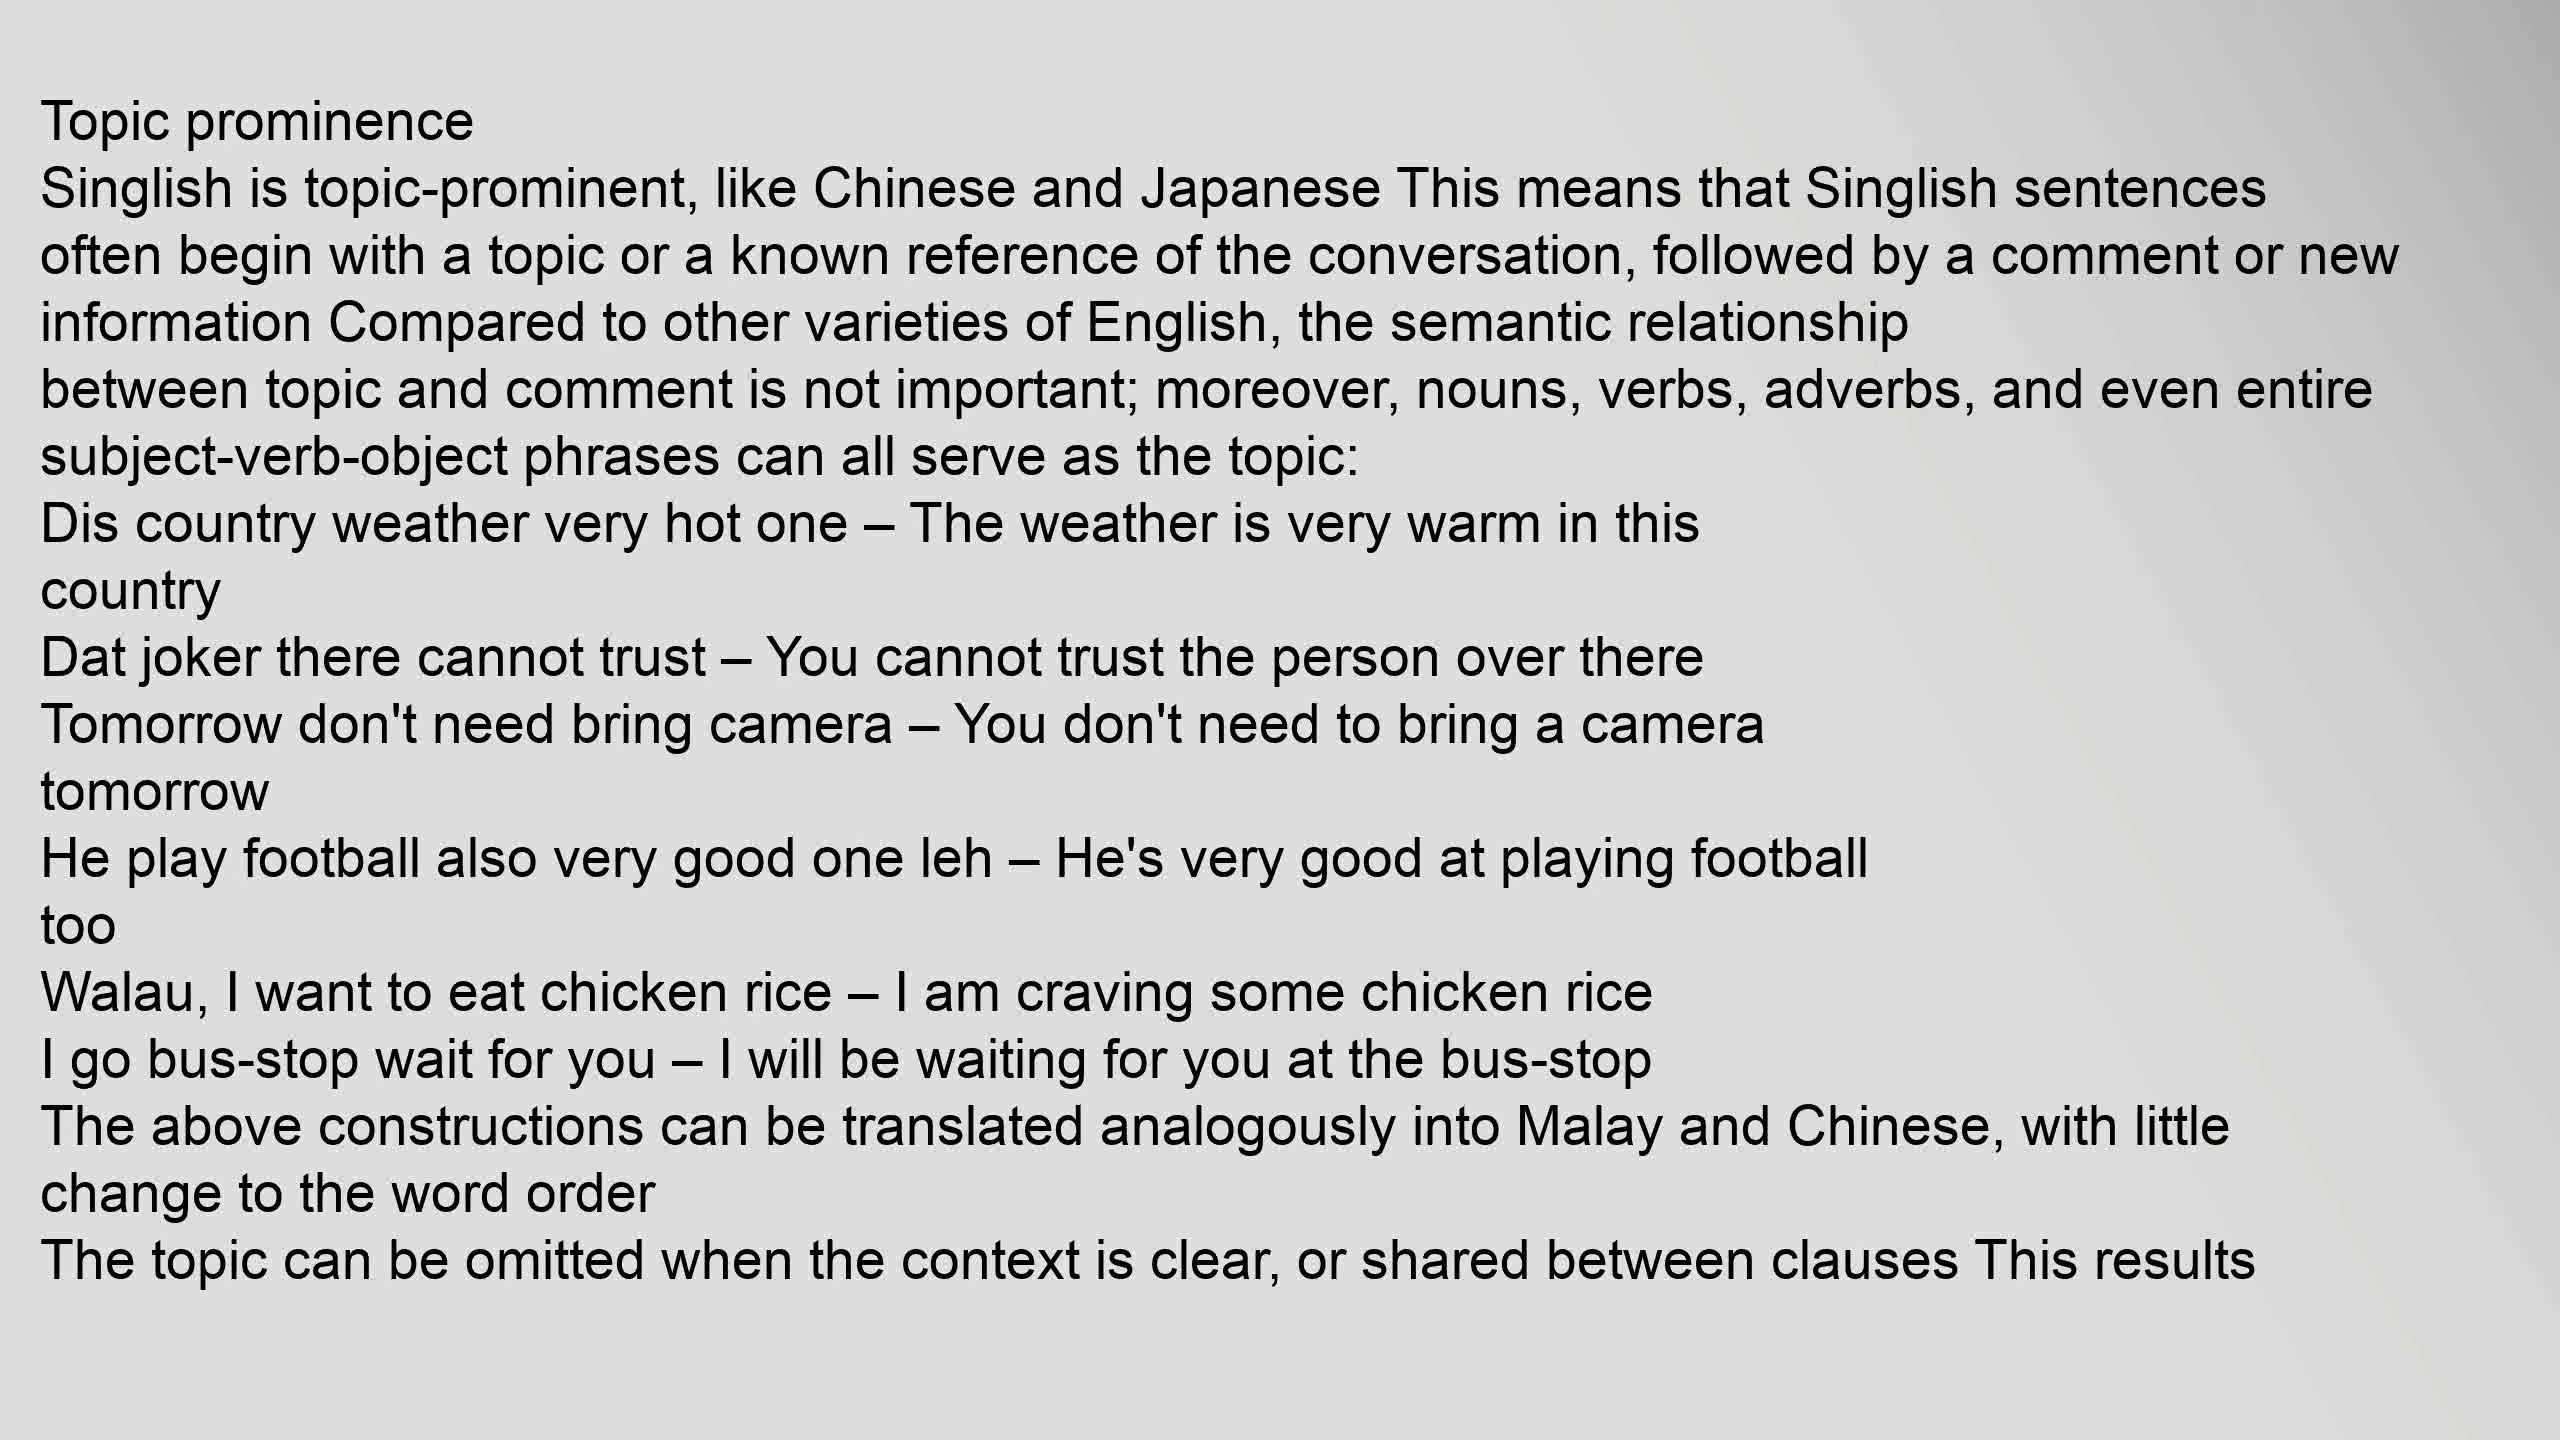 Topic prominence
Singlish is topic-prominent, like Chinese and Japanese This means that Singlish sentences
often begin with a topic or a known reference of the conversation, followed by a comment or new
information Compared to other varieties of English, the semantic relationship
between topic and comment is not important; moreover, nouns, verbs, adverbs, and even entire
subject-verb-object phrases can all serve as the topic:
Dis country weather very hot one – The weather is very warm in this
country
Dat joker there cannot trust – You cannot trust the person over there
Tomorrow don't need bring camera – You don't need to bring a camera
tomorrow
He play football also very good one leh – He's very good at playing football
too
Walau, I want to eat chicken rice – I am craving some chicken rice
I go bus-stop wait for you – I will be waiting for you at the bus-stop
The above constructions can be translated analogously into Malay and Chinese, with little
change to the word order
The topic can be omitted when the context is clear, or shared between clauses This results